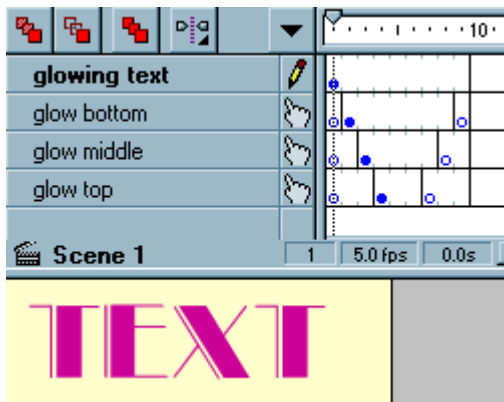 10
glowing text
glow bottom
glow middle
glow top
Scene 1 1 5.0 fps 0.0s
TEXT